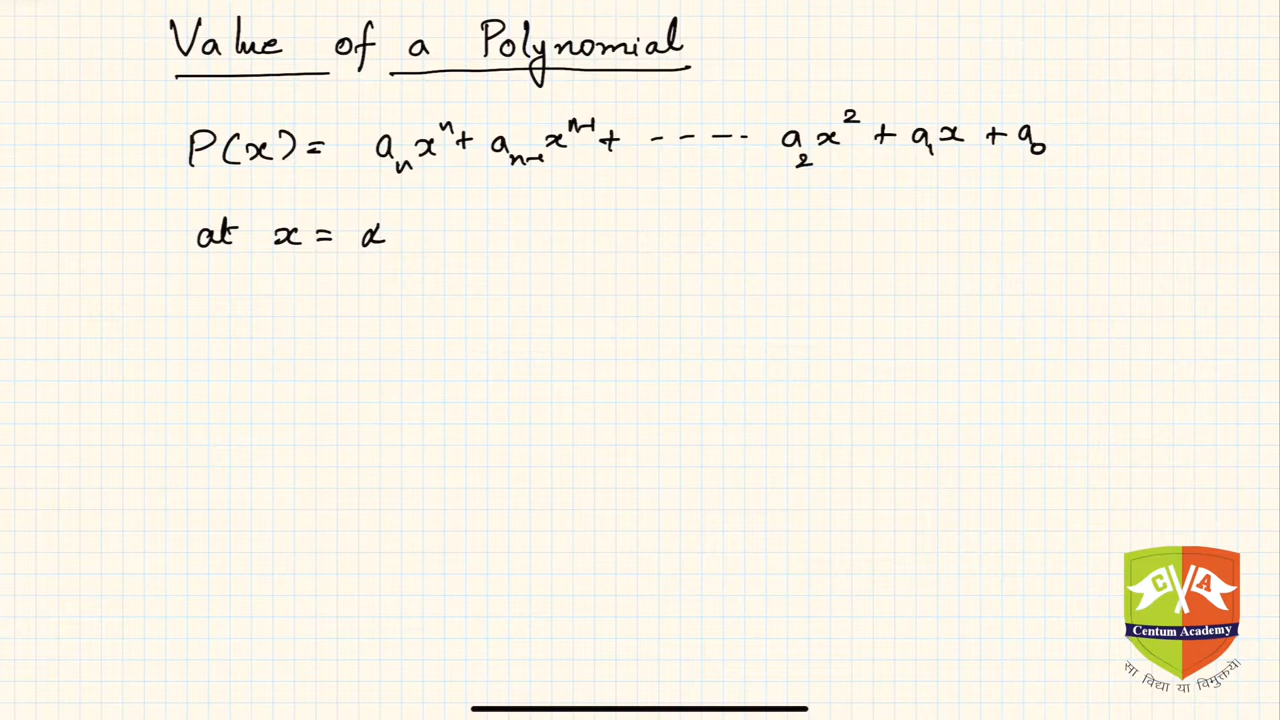 Value of a Polynomial
P(x) = aₙxⁿ + aₙ₋₁xⁿ⁻¹ + ----- a₂x² + a₁x + a₀
at x = α
C A
Centum Academy
सा विद्या या विमुक्तये